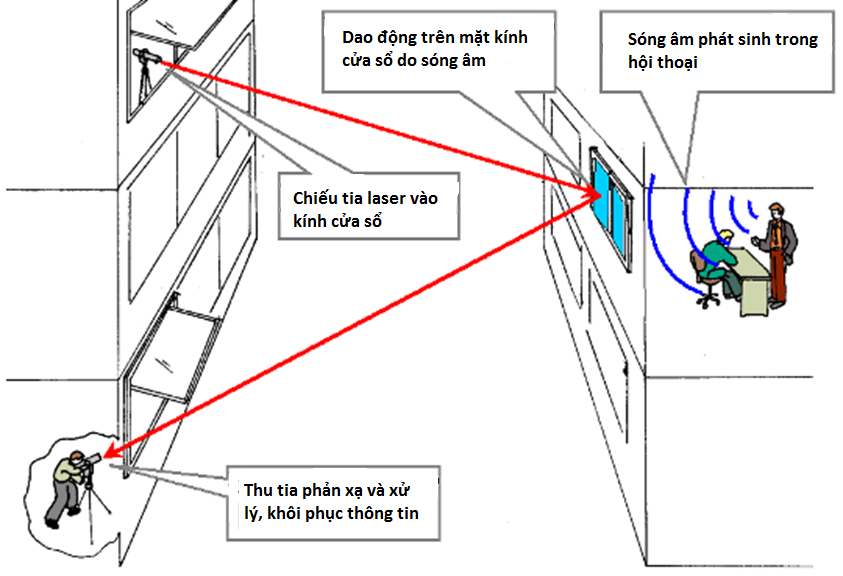 Dao động trên mặt kính
cửa sổ do sóng âm
Sóng âm phát sinh trong
hội thoại
Chiếu tia laser vào
kính cửa sổ
Thu tia phản xạ và xử
lý, khôi phục thông tin